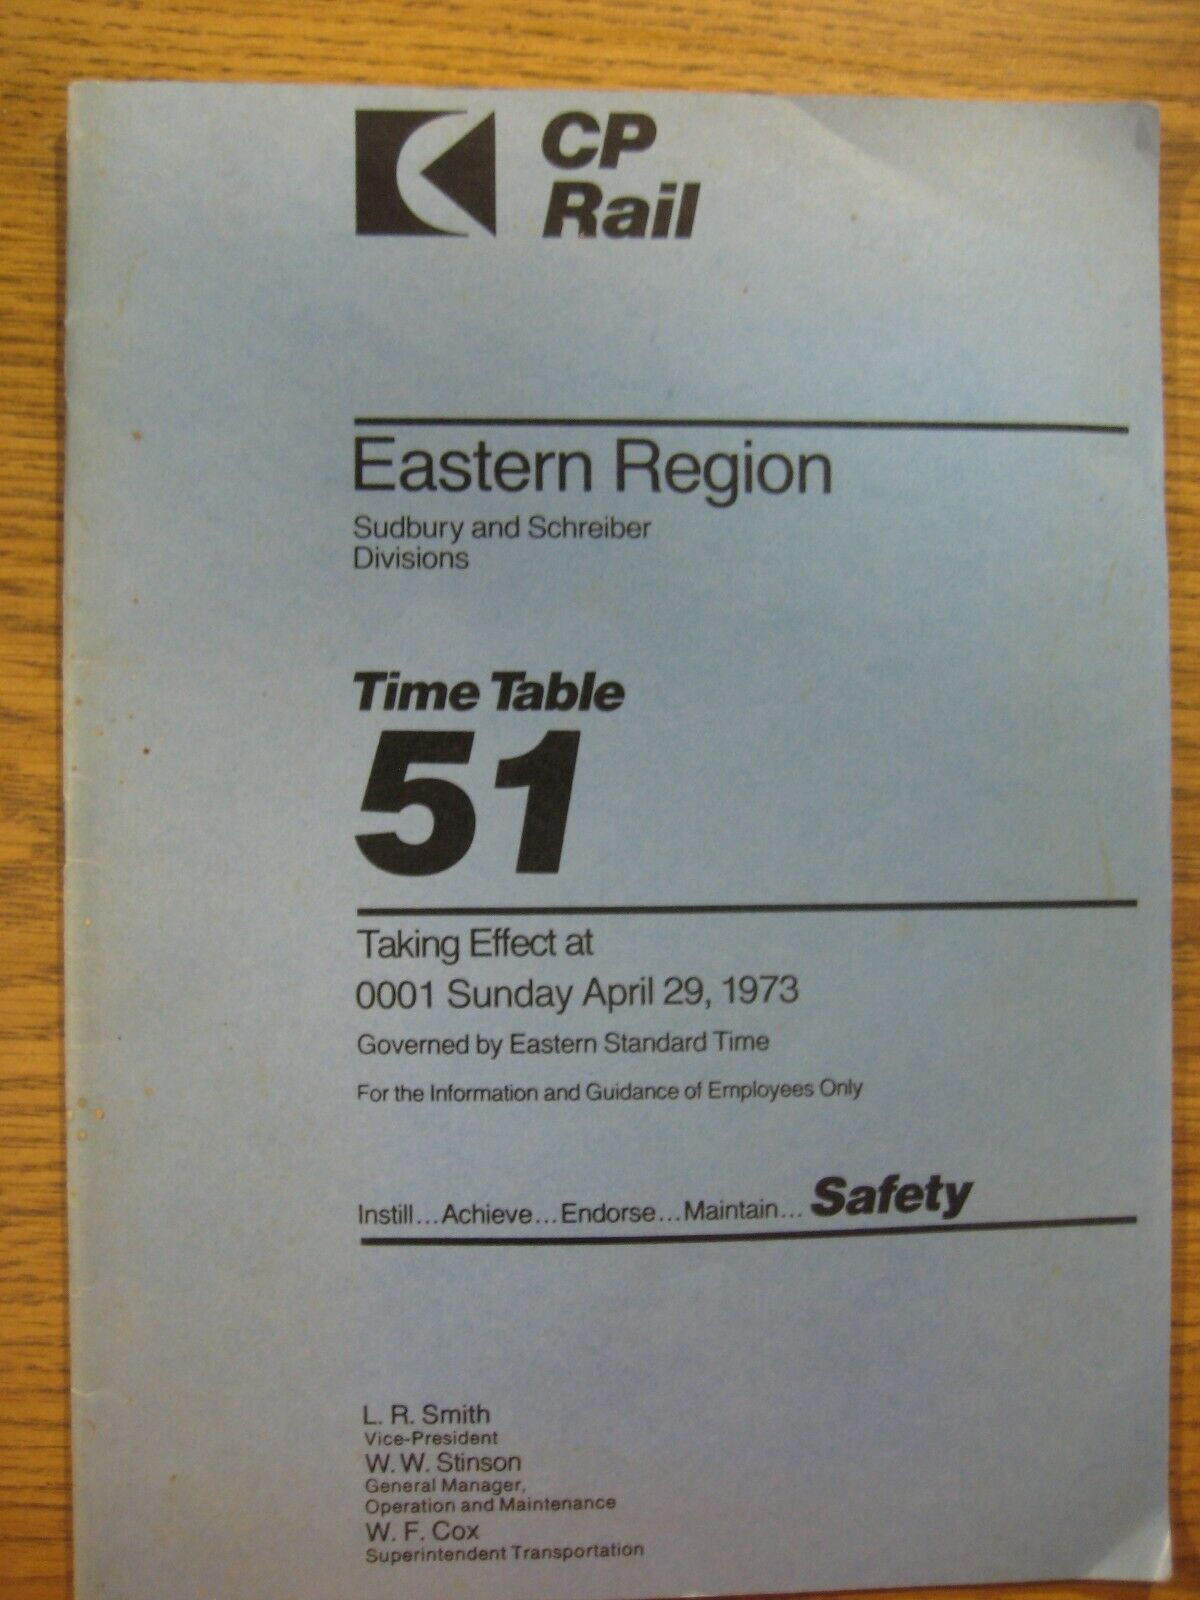 CP
Rail
Eastern Region
Sudbury and Schreiber
Divisions
Time Table
51
Taking Effect at
0001 Sunday April 29, 1973
Governed by Eastern Standard Time
For the Information and Guidance of Employees Only
Instill...Achieve...Endorse...Maintain...Safety
L. R. Smith
Vice-President
W. W. Stinson
General Manager,
Operation and Maintenance
W. F. Cox
Superintendent Transportation